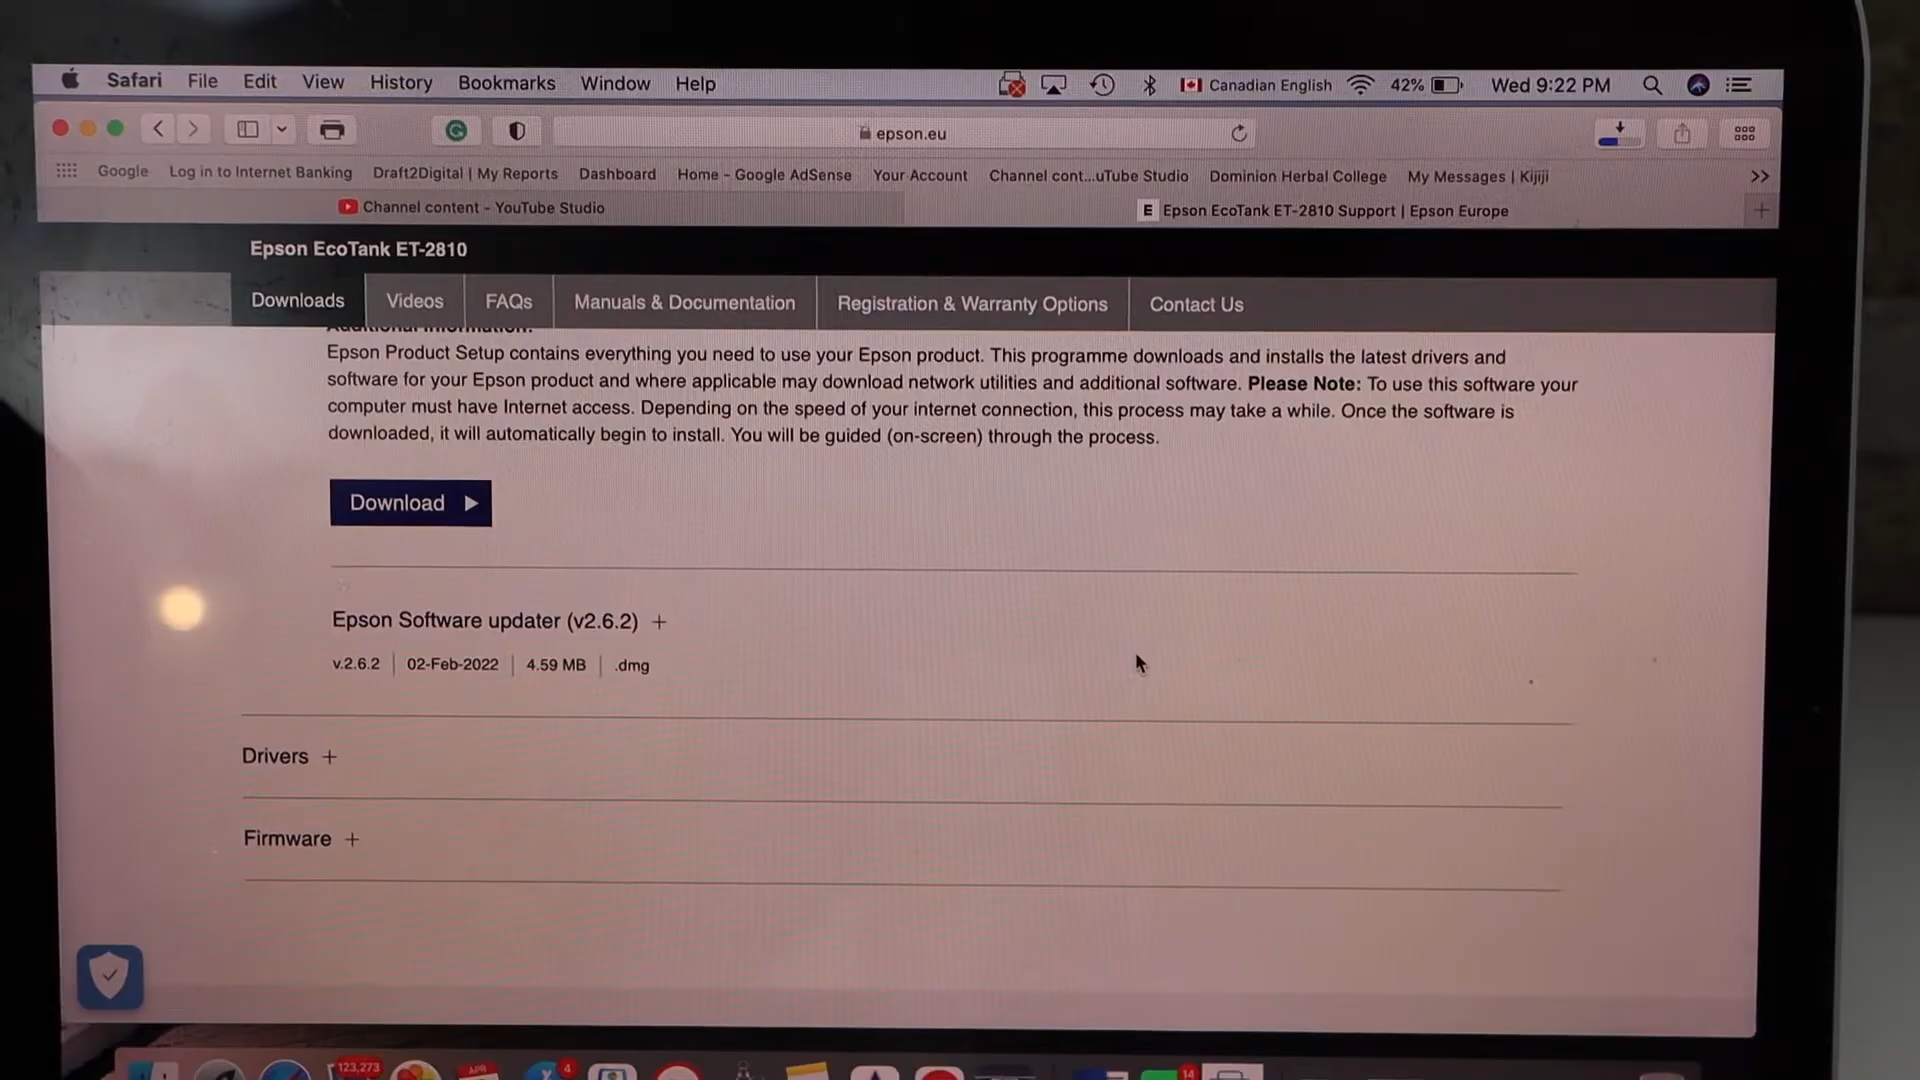 Safari File Edit View History Bookmarks Window Help Canadian English 42% Wed 9:22 PM
epson.eu
Google Log in to Internet Banking Draft2Digital | My Reports Dashboard Home - Google AdSense Your Account Channel cont...uTube Studio Dominion Herbal College My Messages | Kijiji >>
Channel content - YouTube Studio E Epson EcoTank ET-2810 Support | Epson Europe +
Epson EcoTank ET-2810
Downloads Videos FAQs Manuals & Documentation Registration & Warranty Options Contact Us
Additional information:
Epson Product Setup contains everything you need to use your Epson product. This programme downloads and installs the latest drivers and
software for your Epson product and where applicable may download network utilities and additional software. Please Note: To use this software your
computer must have Internet access. Depending on the speed of your internet connection, this process may take a while. Once the software is
downloaded, it will automatically begin to install. You will be guided (on-screen) through the process.
Download
Epson Software updater (v2.6.2) +
v.2.6.2 | 02-Feb-2022 | 4.59 MB | .dmg
Drivers +
Firmware +
123,273 APR 4 14